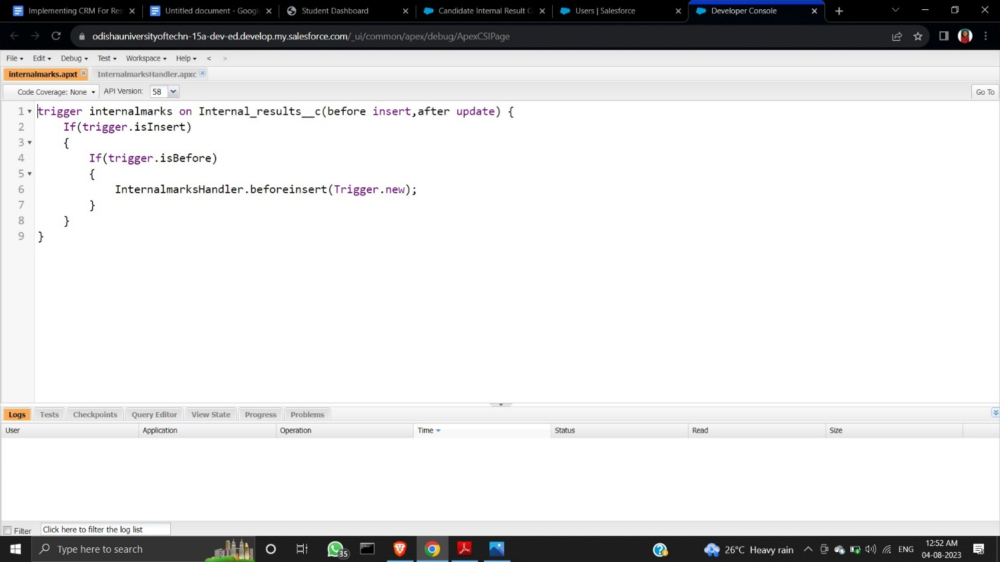 Implementing CRM For Res
Untitled document - Google
Student Dashboard
Candidate Internal Result C
Users | Salesforce
Developer Console
odishauniversityoftechn-15a-dev-ed.develop.my.salesforce.com/_ui/common/apex/debug/ApexCSIPage
File Edit Debug Test Workspace Help < >
internalmarks.apxt InternalmarksHandler.apxc
Code Coverage: None API Version: 58 Go To
1 trigger internalmarks on Internal_results__c(before insert,after update) {
2 If(trigger.isInsert)
3 {
4 If(trigger.isBefore)
5 {
6 InternalmarksHandler.beforeinsert(Trigger.new);
7 }
8 }
9 }
Logs Tests Checkpoints Query Editor View State Progress Problems
User Application Operation Time Status Read Size
Filter Click here to filter the log list
Type here to search 35 26°C Heavy rain ENG 12:52 AM
04-08-2023